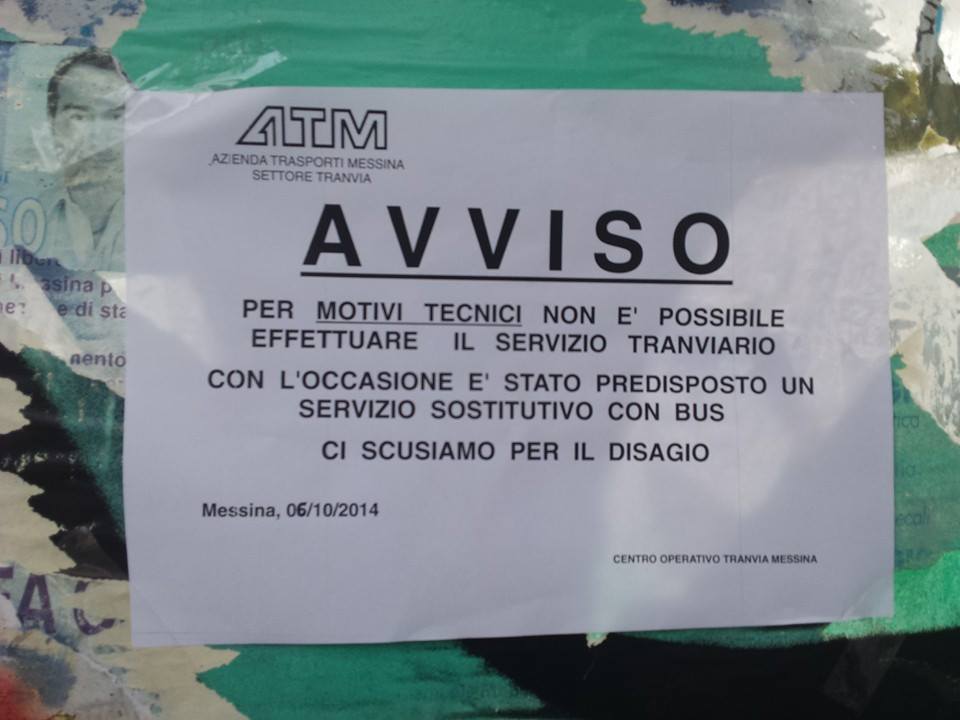 ATM
AZIENDA TRASPORTI MESSINA
SETTORE TRANVIA
AVVISO
PER MOTIVI TECNICI NON E' POSSIBILE
EFFETTUARE IL SERVIZIO TRANVIARIO
CON L'OCCASIONE E' STATO PREDISPOSTO UN
SERVIZIO SOSTITUTIVO CON BUS
CI SCUSIAMO PER IL DISAGIO
Messina, 06/10/2014
CENTRO OPERATIVO TRANVIA MESSINA